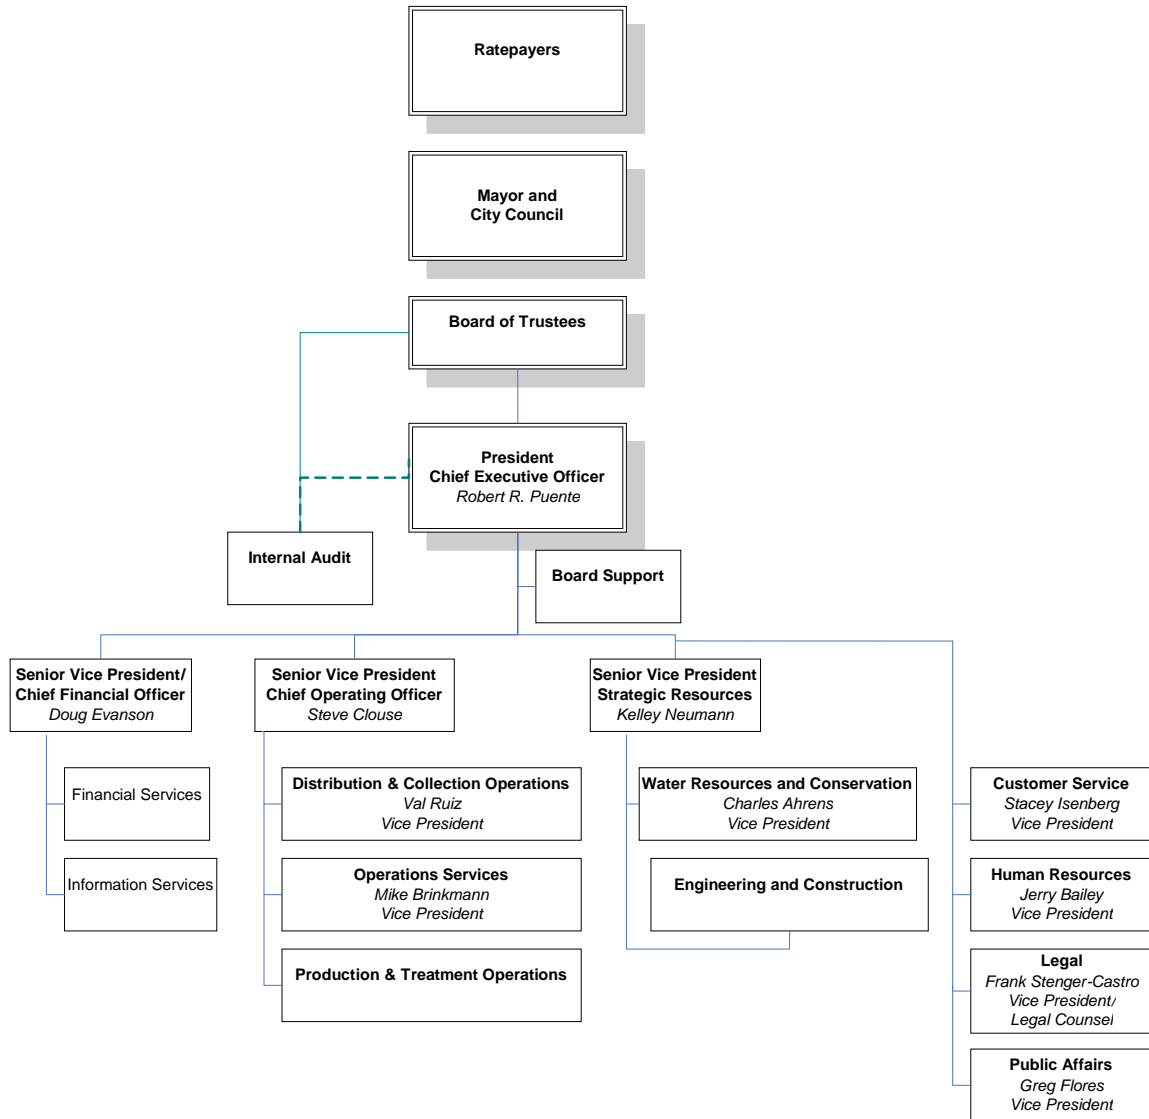 Ratepayers
Mayor and
City Council
Board of Trustees
President
Chief Executive Officer
Robert R. Puente
Internal Audit
Board Support
Senior Vice President/
Chief Financial Officer
Doug Evanson
Financial Services
Information Services
Senior Vice President
Chief Operating Officer
Steve Clouse
Distribution & Collection Operations
Val Ruiz
Vice President
Operations Services
Mike Brinkmann
Vice President
Production & Treatment Operations
Senior Vice President
Strategic Resources
Kelley Neumann
Water Resources and Conservation
Charles Ahrens
Vice President
Engineering and Construction
Customer Service
Stacey Isenberg
Vice President
Human Resources
Jerry Bailey
Vice President
Legal
Frank Stenger-Castro
Vice President/
Legal Counsel
Public Affairs
Greg Flores
Vice President